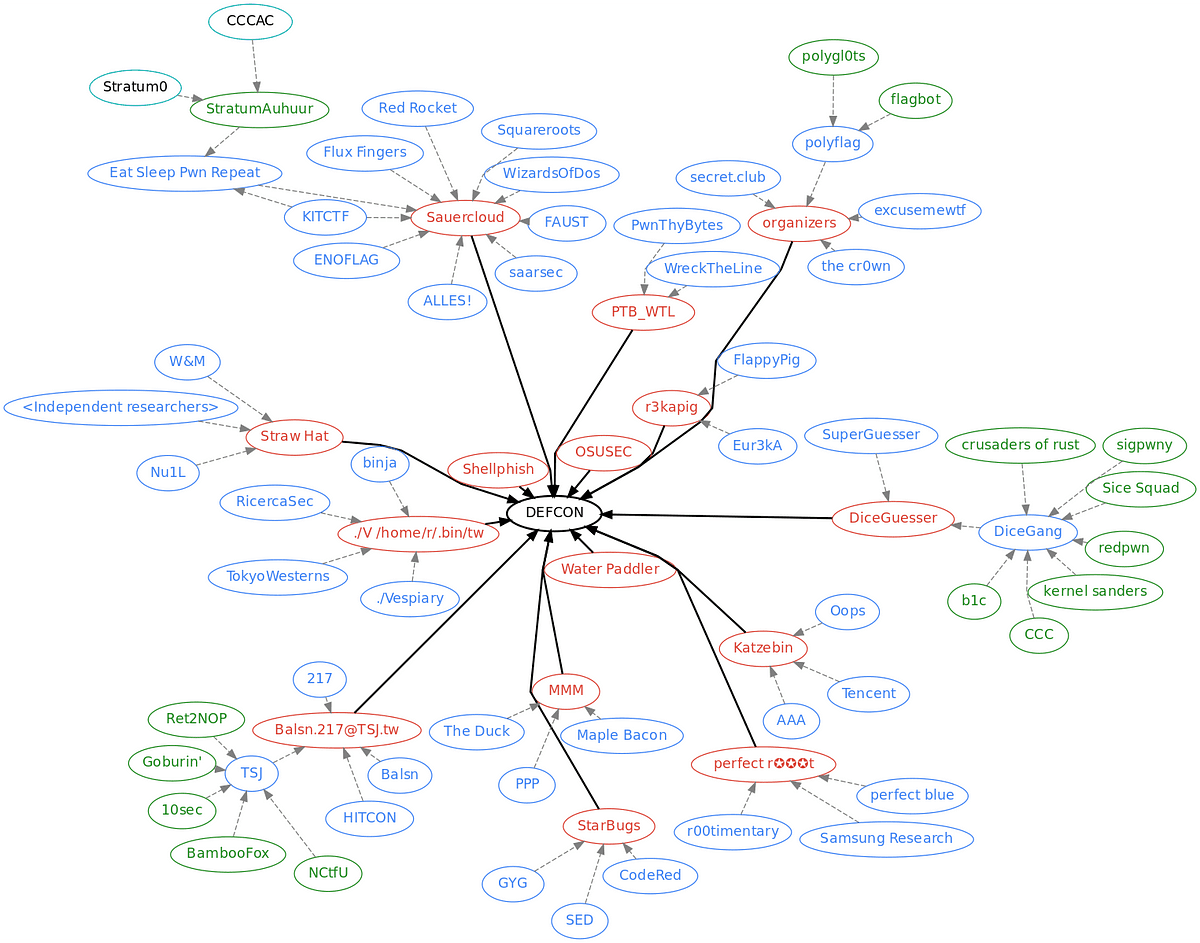 CCCAC
Stratum0
StratumAuhuur
polygl0ts
flagbot
Red Rocket
Squareroots
Flux Fingers
polyflag
Eat Sleep Pwn Repeat
WizardsOfDos
secret.club
KITCTF
Sauercloud
FAUST
PwnThyBytes
organizers
excusemewtf
ENOFLAG
saarsec
WreckTheLine
the cr0wn
ALLES!
PTB_WTL
W&M
FlappyPig
<Independent researchers>
r3kapig
Straw Hat
SuperGuesser
Eur3kA
crusaders of rust
sigpwny
Nu1L
binja
Shellphish
OSUSEC
Sice Squad
RicercaSec
DEFCON
DiceGuesser
./V /home/r/.bin/tw
DiceGang
redpwn
TokyoWesterns
Water Paddler
./Vespiary
b1c
kernel sanders
Oops
CCC
Katzebin
217
MMM
Tencent
Ret2NOP
Balsn.217@TSJ.tw
The Duck
Maple Bacon
AAA
Goburin'
TSJ
Balsn
PPP
perfect r✪✪✪t
perfect blue
10sec
HITCON
StarBugs
r00timentary
Samsung Research
BambooFox
NCtfU
GYG
CodeRed
SED